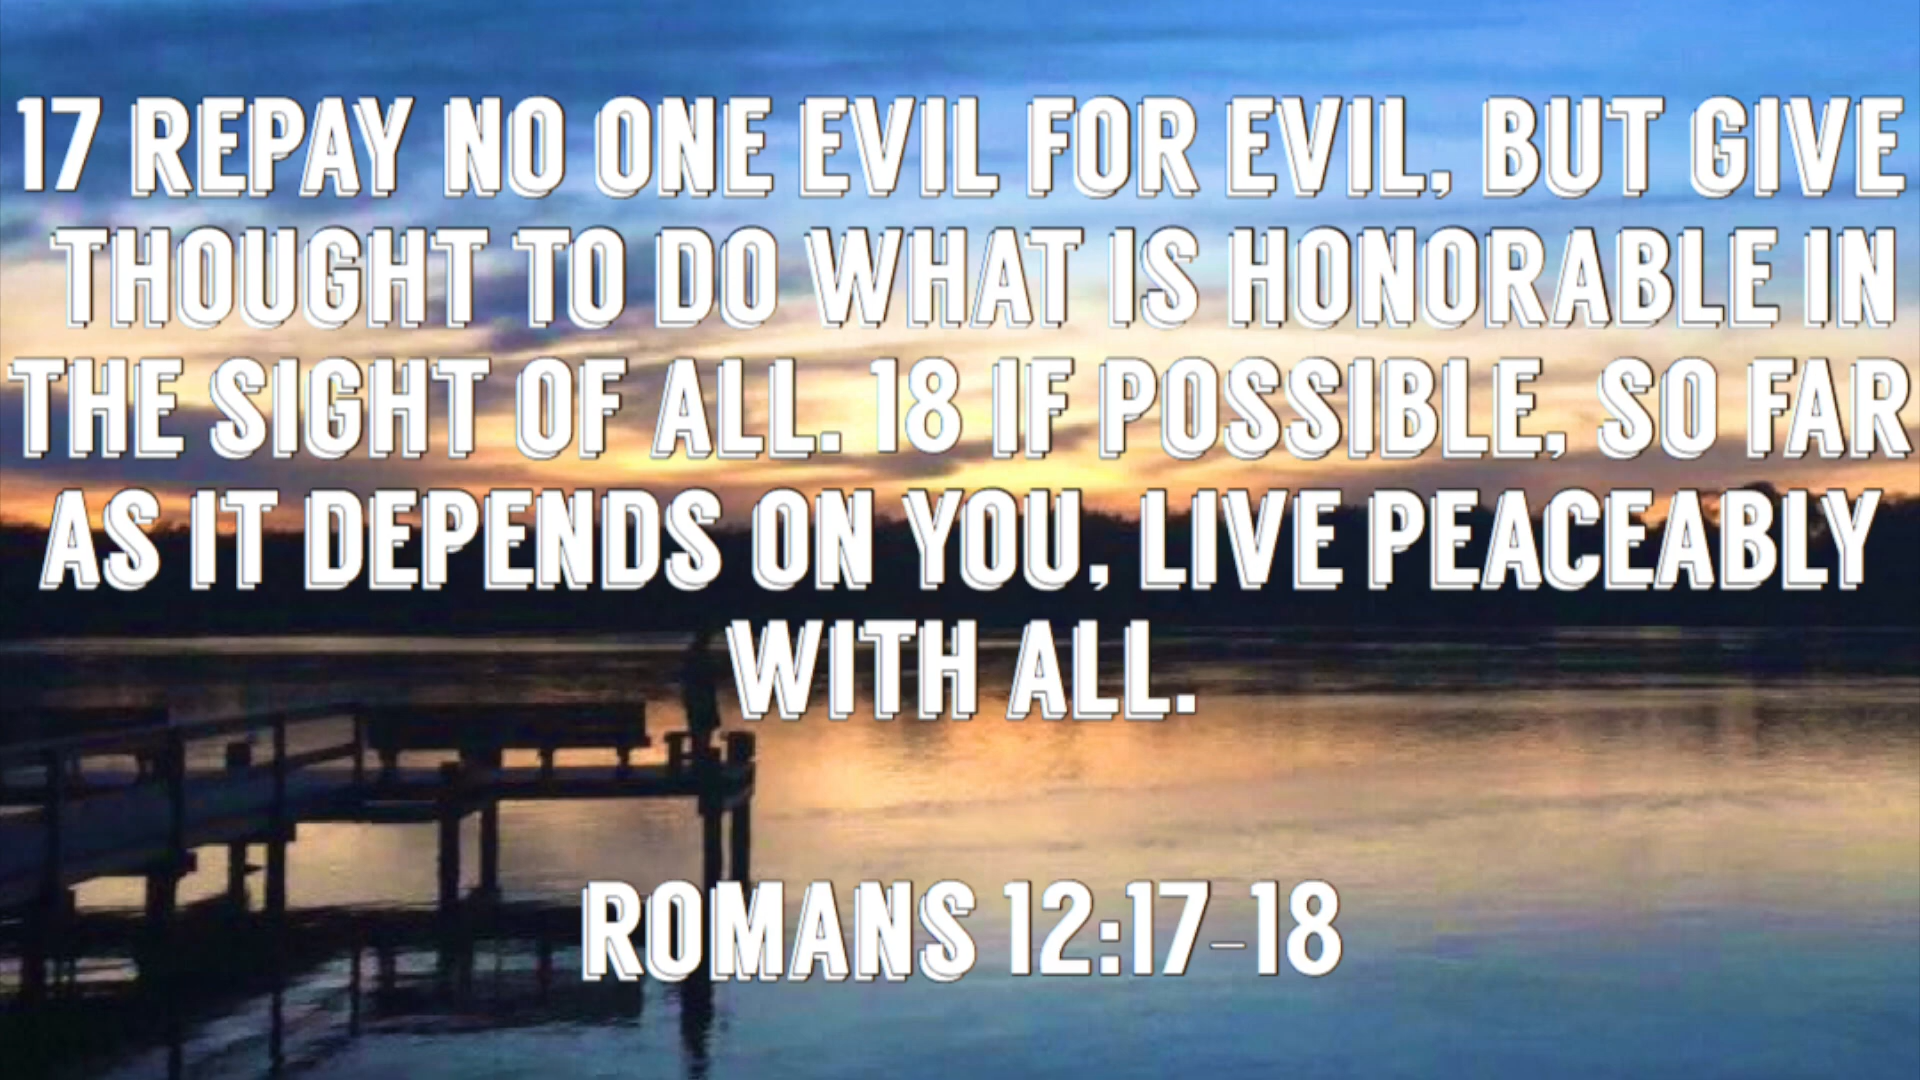 17 REPAY NO ONE EVIL FOR EVIL, BUT GIVE
THOUGHT TO DO WHAT IS HONORABLE IN
THE SIGHT OF ALL. 18 IF POSSIBLE, SO FAR
AS IT DEPENDS ON YOU, LIVE PEACEABLY
WITH ALL.
ROMANS 12:17-18